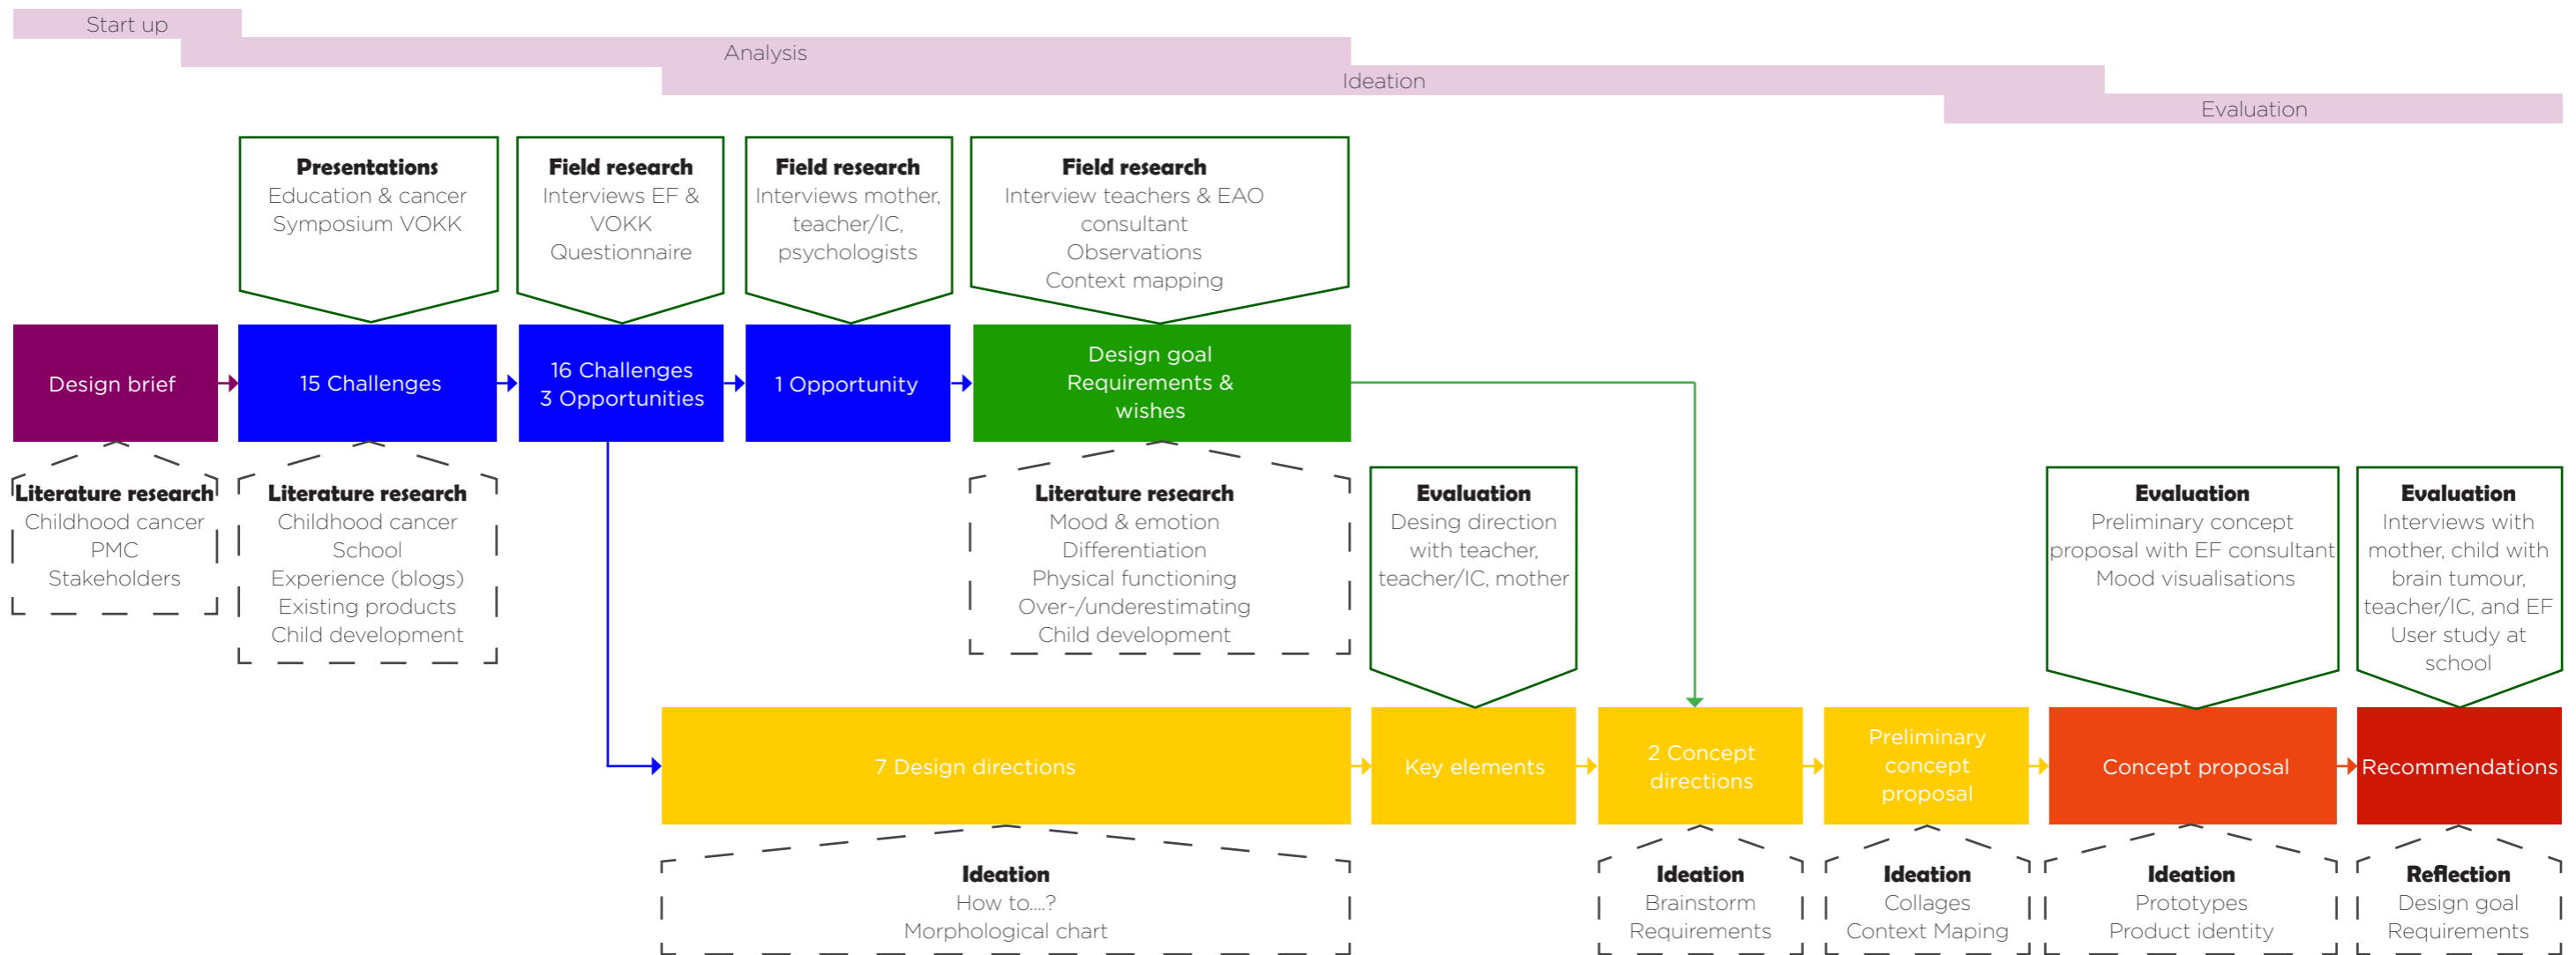 Start up
Analysis
Ideation
Evaluation
Presentations
Education & cancer
Symposium VOKK
Field research
Interviews EF &
VOKK
Questionnaire
Field research
Interviews mother,
teacher/IC,
psychologists
Field research
Interview teachers & EAO
consultant
Observations
Context mapping
Design brief
15 Challenges
16 Challenges
3 Opportunities
1 Opportunity
Design goal
Requirements &
wishes
Literature research
Childhood cancer
PMC
Stakeholders
Literature research
Childhood cancer
School
Experience (blogs)
Existing products
Child development
Literature research
Mood & emotion
Differentiation
Physical functioning
Over-/underestimating
Child development
Evaluation
Desing direction
with teacher,
teacher/IC, mother
Evaluation
Preliminary concept
proposal with EF consultant
Mood visualisations
Evaluation
Interviews with
mother, child with
brain tumour,
teacher/IC, and EF
User study at
school
7 Design directions
Key elements
2 Concept
directions
Preliminary
concept
proposal
Concept proposal
Recommendations
Ideation
How to....?
Morphological chart
Ideation
Brainstorm
Requirements
Ideation
Collages
Context Maping
Ideation
Prototypes
Product identity
Reflection
Design goal
Requirements